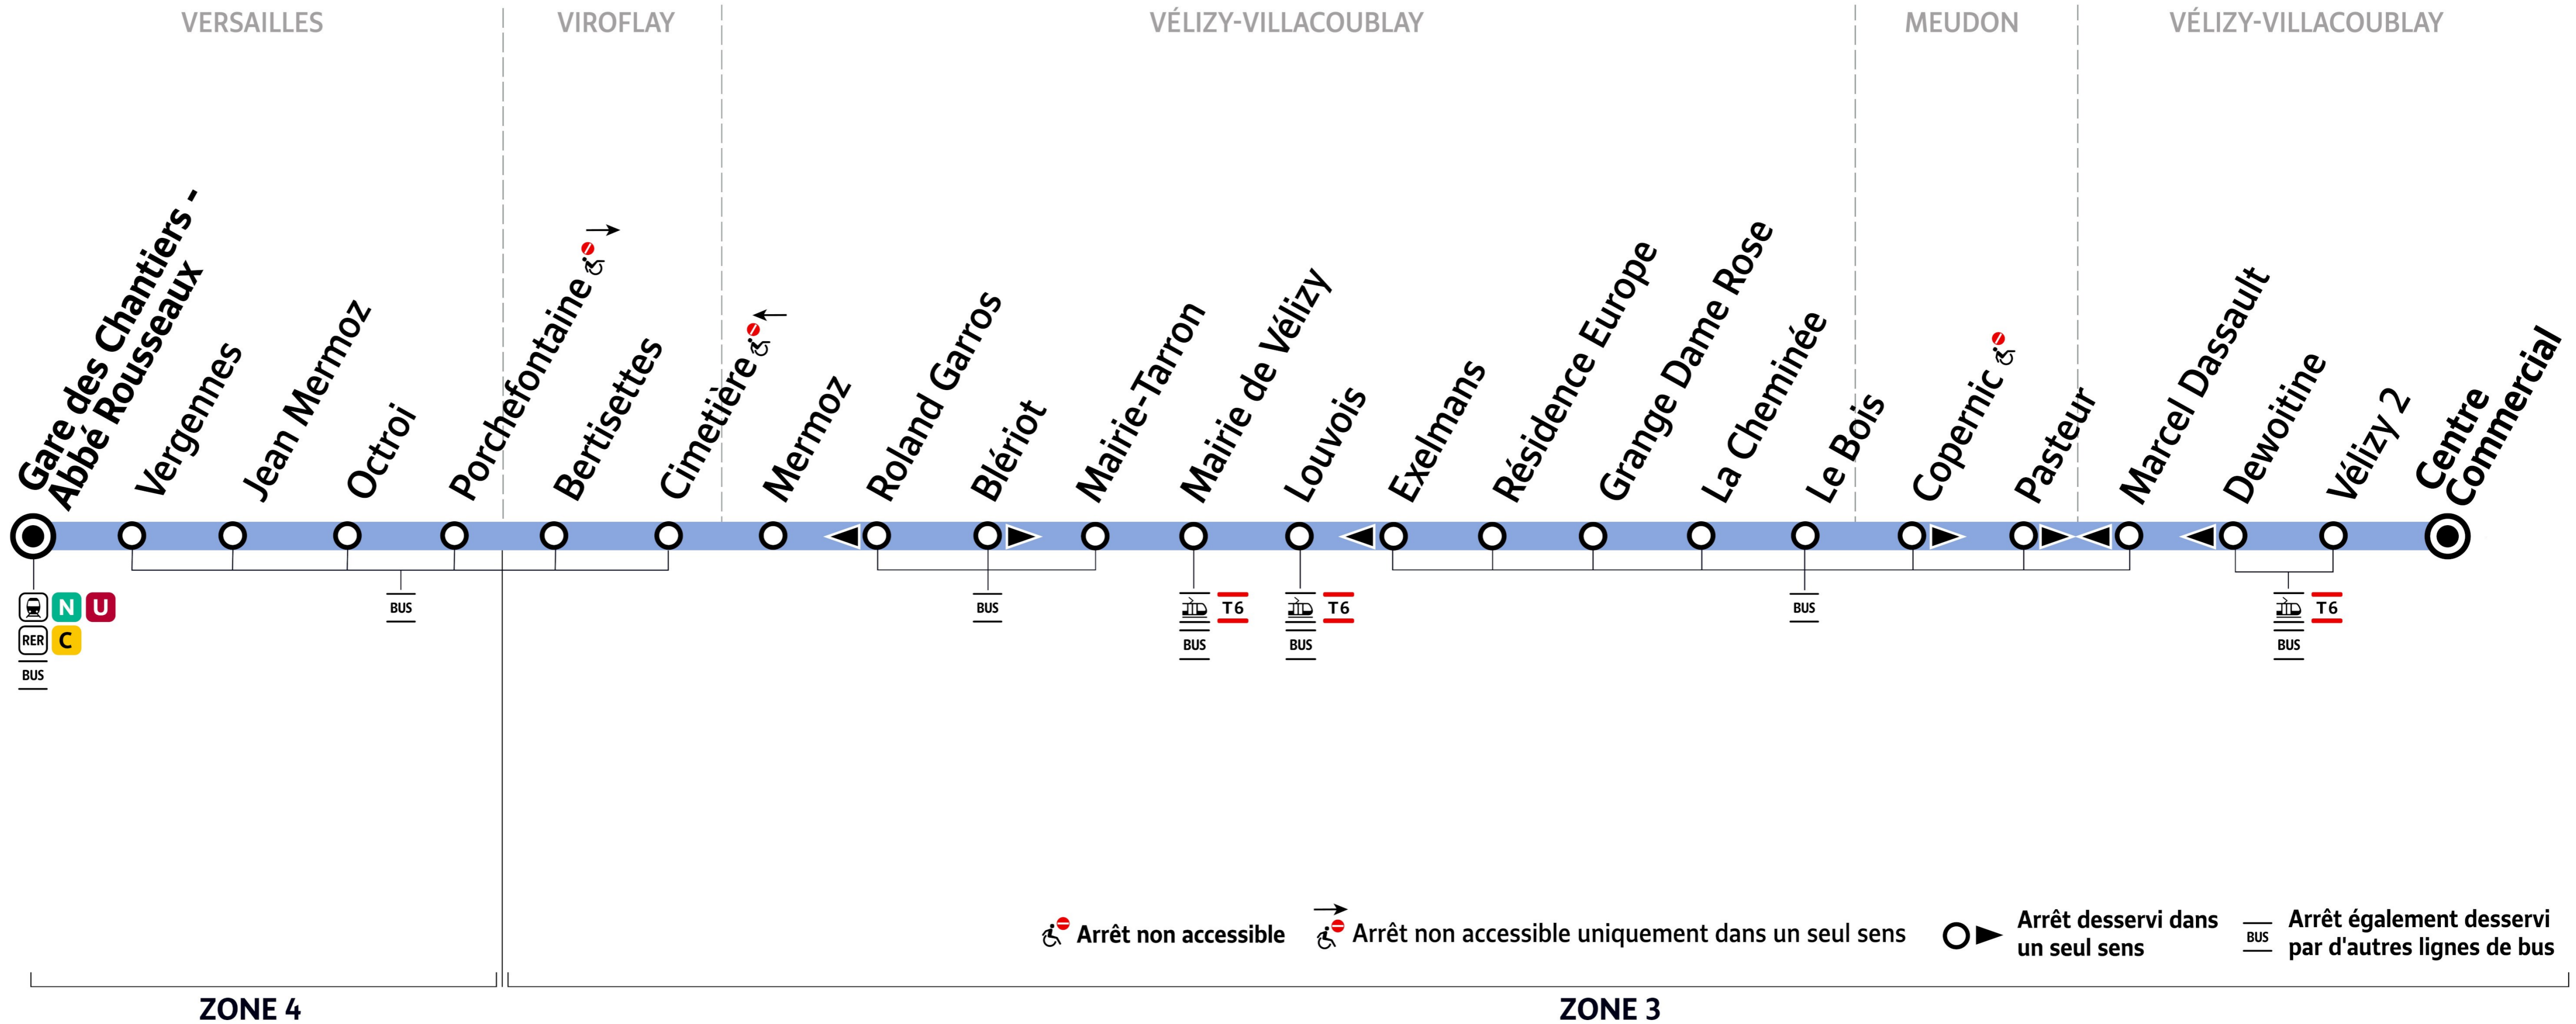 VERSAILLES
VIROFLAY
VÉLIZY-VILLACOUBLAY
MEUDON
VÉLIZY-VILLACOUBLAY
Gare des Chantiers -
Abbé Rousseaux
Vergennes
Jean Mermoz
Octroi
Porchefontaine
Bertisettes
Cimetière
Mermoz
Roland Garros
Blériot
Mairie-Tarron
Mairie de Vélizy
Louvois
Exelmans
Résidence Europe
Grange Dame Rose
La Cheminée
Le Bois
Copernic
Pasteur
Marcel Dassault
Dewoitine
Vélizy 2
Centre
Commercial
N U
RER C
BUS
BUS
BUS
T6
BUS
T6
BUS
BUS
T6
BUS
Arrêt non accessible
Arrêt non accessible uniquement dans un seul sens
Arrêt desservi dans
un seul sens
BUS
Arrêt également desservi
par d'autres lignes de bus
ZONE 4
ZONE 3